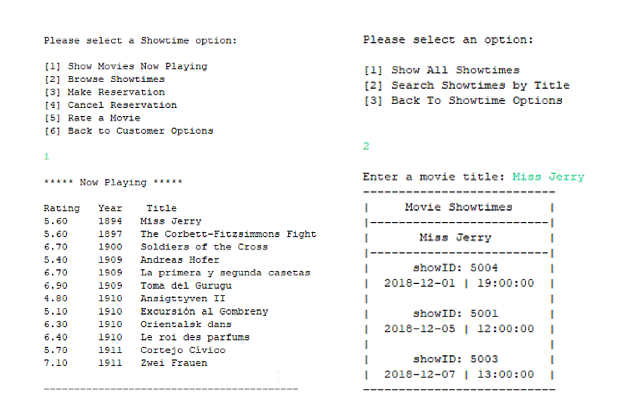 Please select a Showtime option:
[1] Show Movies Now Playing
[2] Browse Showtimes
[3] Make Reservation
[4] Cancel Reservation
[5] Rate a Movie
[6] Back to Customer Options
1
***** Now Playing *****
Rating Year Title
5.60 1894 Miss Jerry
5.60 1897 The Corbett-Fitzsimmons Fight
6.70 1900 Soldiers of the Cross
5.40 1909 Andreas Hofer
6.70 1909 La primera y segunda casetas
6.90 1909 Toma del Gurugu
4.80 1910 Ansigttyven II
5.10 1910 Excursión al Gombreny
6.30 1910 Orientalsk dans
6.40 1910 Le roi des parfums
5.70 1911 Cortejo Cívico
7.10 1911 Zwei Frauen
Please select an option:
[1] Show All Showtimes
[2] Search Showtimes by Title
[3] Back To Showtime Options
2
Enter a movie title: Miss Jerry
| Movie Showtimes |
| Miss Jerry |
| showID: 5004 |
| 2018-12-01 | 19:00:00 |
| showID: 5001 |
| 2018-12-05 | 12:00:00 |
| showID: 5003 |
| 2018-12-07 | 13:00:00 |